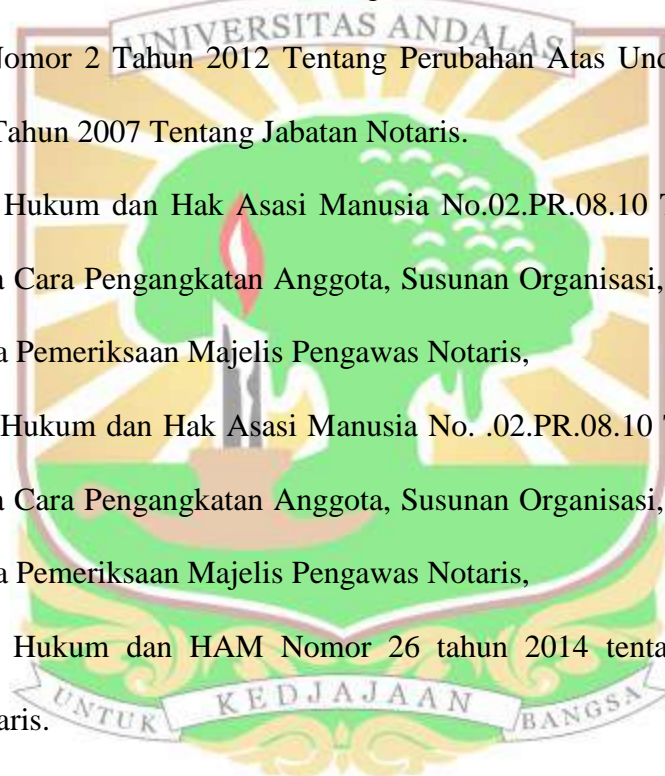 UNIVERSITAS ANDALAS
Nomor 2 Tahun 2012 Tentang Perubahan Atas Und
Tahun 2007 Tentang Jabatan Notaris.
Hukum dan Hak Asasi Manusia No.02.PR.08.10 T
a Cara Pengangkatan Anggota, Susunan Organisasi,
a Pemeriksaan Majelis Pengawas Notaris,
Hukum dan Hak Asasi Manusia No. .02.PR.08.10 T
a Cara Pengangkatan Anggota, Susunan Organisasi,
a Pemeriksaan Majelis Pengawas Notaris,
Hukum dan HAM Nomor 26 tahun 2014 tenta
aris.
UNTUK KEDJAJAAN BANGSA